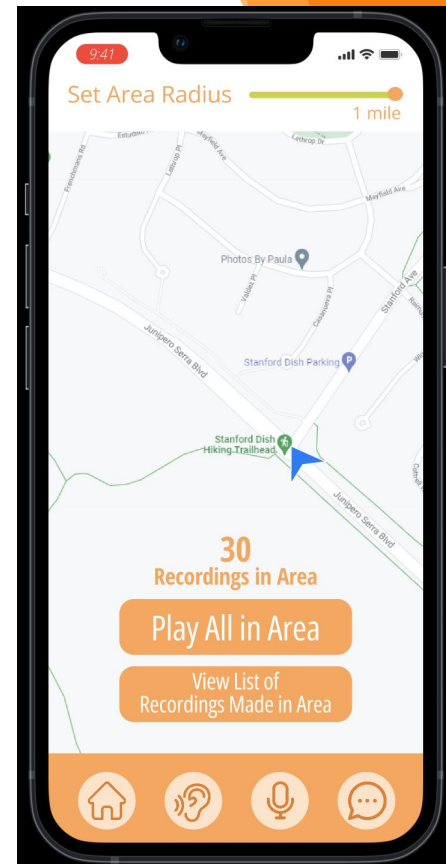 9:41
Set Area Radius
1 mile
Lathrop Pl
Lathrop Dr
Frenchmans Rd
Mayfield Ave
Photos By Paula
Valdez Pl
Casanueva Pl
Stanford Ave
Junipero Serra Blvd
Stanford Dish Parking
P
Stanford Dish
Hiking Trailhead
Junipero Serra Blvd
30
Recordings in Area
Play All in Area
View List of
Recordings Made in Area